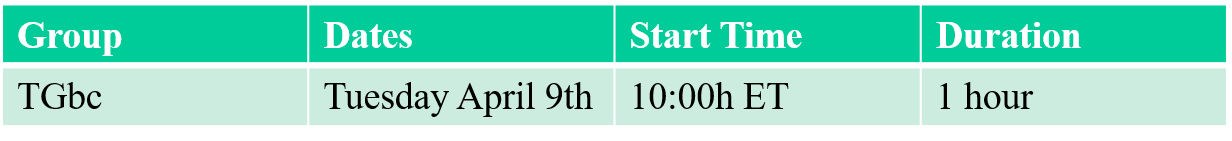 Group Dates Start Time Duration
TGbc Tuesday April 9th 10:00h ET 1 hour